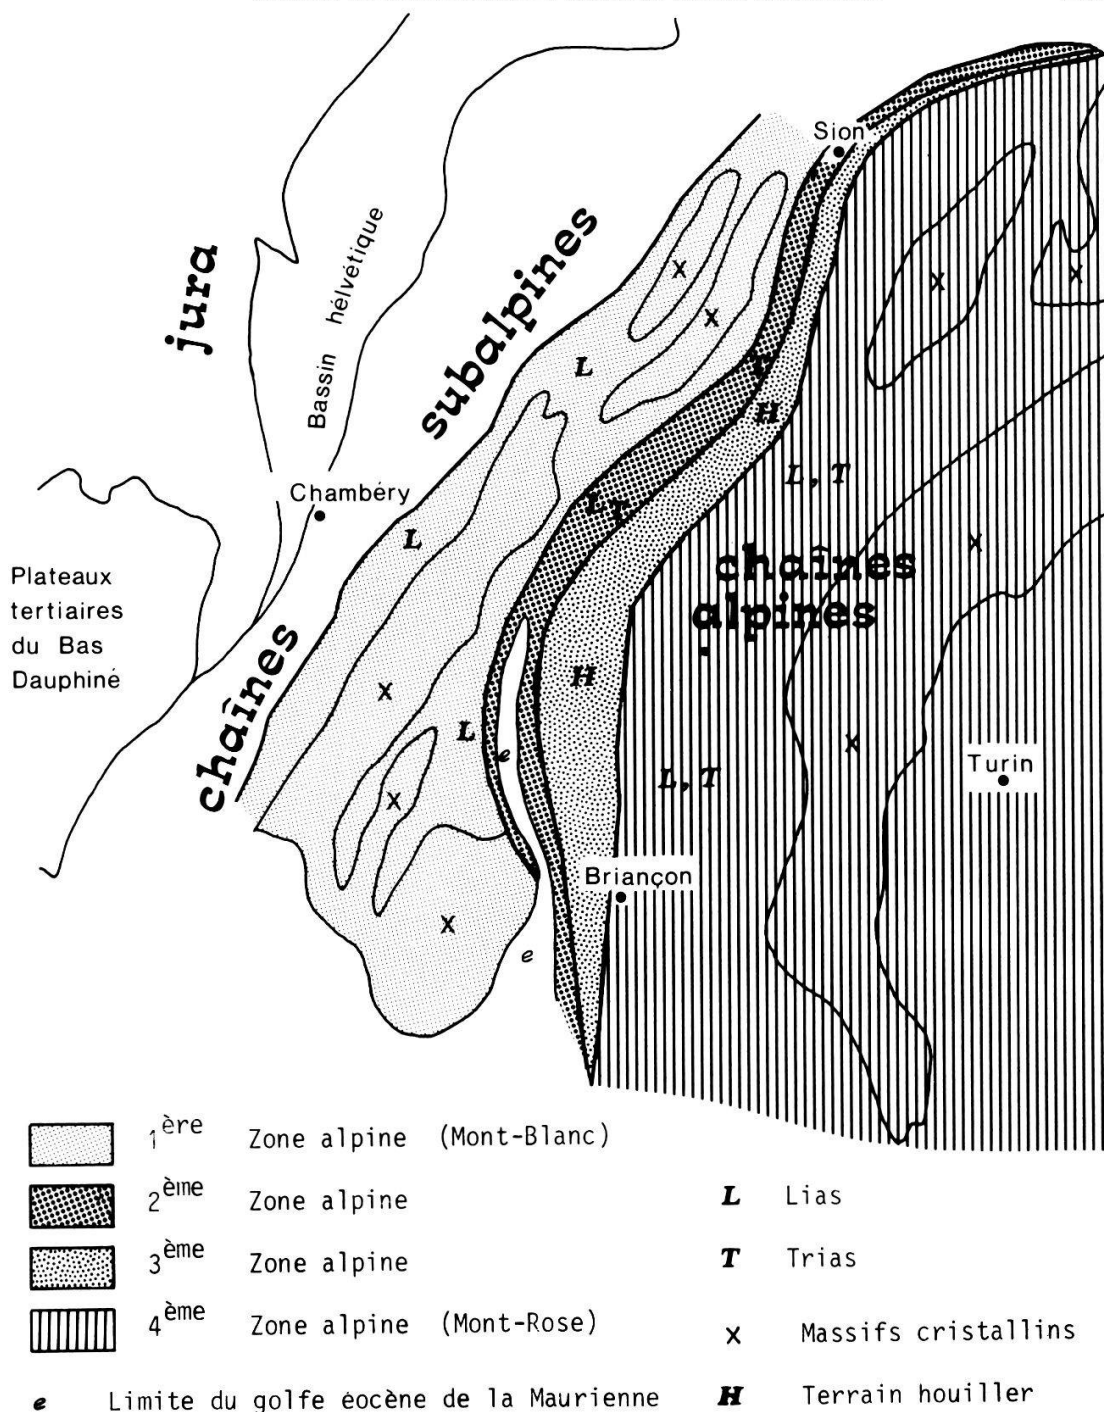 Sion
jura
Bassin hélvétique
chaînes subalpines
X
X
L
H
L, T
Chambéry
L
L T
X
chaînes
alpines
Plateaux
tertiaires
du Bas
Dauphiné
X
X
H
X
L
e
X
L, T
Turin
X
Briançon
X
e
1ère Zone alpine (Mont-Blanc)
2ème Zone alpine
3ème Zone alpine
4ème Zone alpine (Mont-Rose)
e Limite du golfe éocène de la Maurienne
L Lias
T Trias
X Massifs cristallins
H Terrain houiller